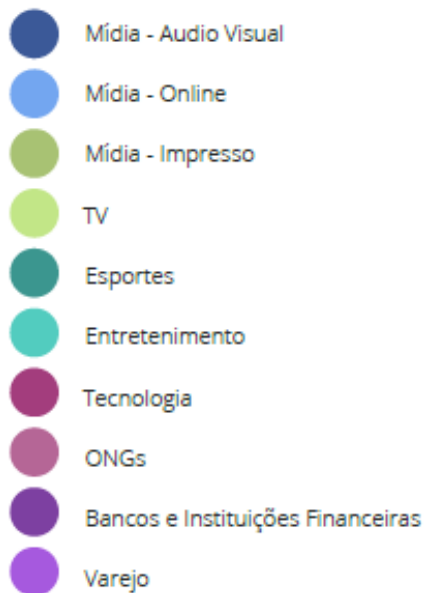 Mídia - Audio Visual
Mídia - Online
Mídia - Impresso
TV
Esportes
Entretenimento
Tecnologia
ONGs
Bancos e Instituições Financeiras
Varejo